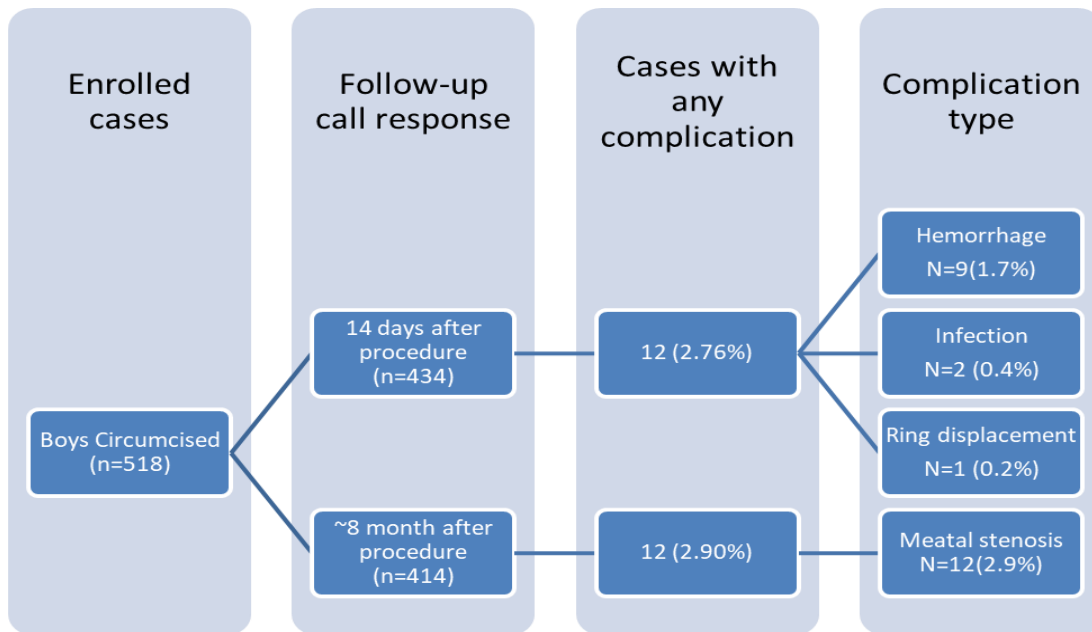 Enrolled
cases
Follow-up
call response
Cases with
any
complication
Complication
type
Boys Circumcised
(n=518)
14 days after
procedure
(n=434)
~8 month after
procedure
(n=414)
12 (2.76%)
12 (2.90%)
Hemorrhage
N=9(1.7%)
Infection
N=2 (0.4%)
Ring displacement
N=1 (0.2%)
Meatal stenosis
N=12(2.9%)